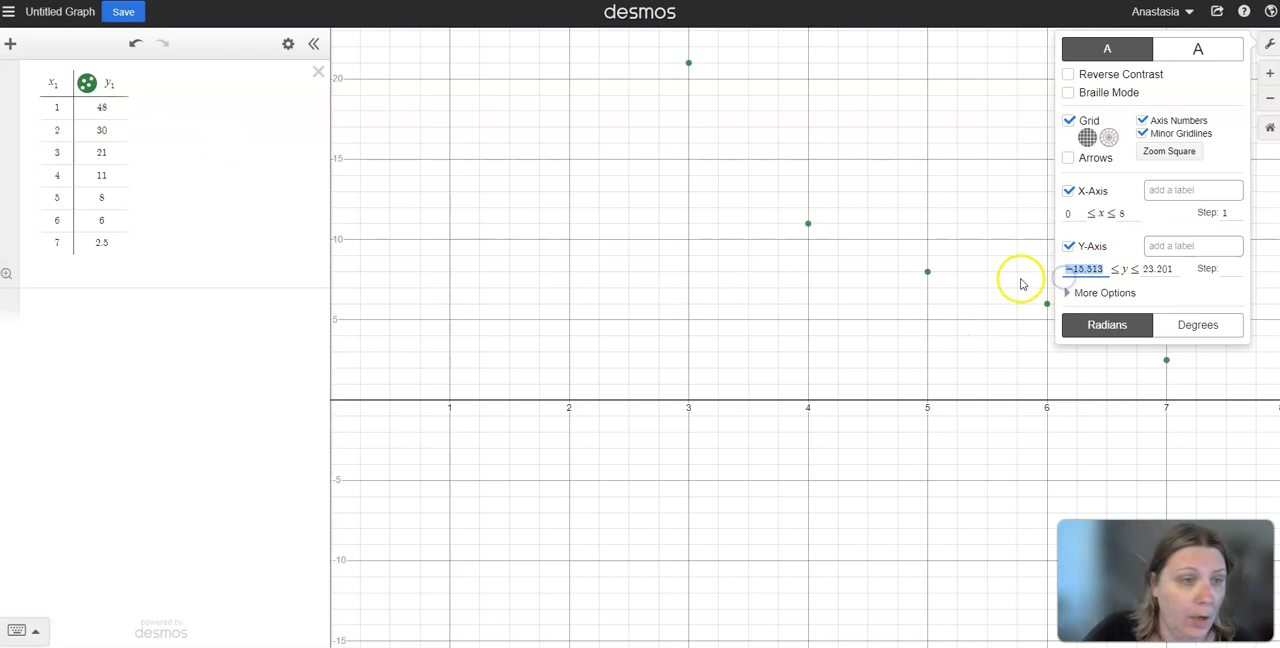 Untitled Graph Save desmos Anastasia
x1 y1
1 48
2 30
3 21
4 11
5 8
6 6
7 2.5
powered by
desmos
20
15
10
5
-5
-10
-15
1 2 3 4 5 6 7 8
A A
Reverse Contrast
Braille Mode
Grid Axis Numbers
Minor Gridlines
Arrows Zoom Square
X-Axis add a label
0 ≤ x ≤ 8 Step: 1
Y-Axis add a label
-15.513 ≤ y ≤ 23.201 Step:
More Options
Radians Degrees